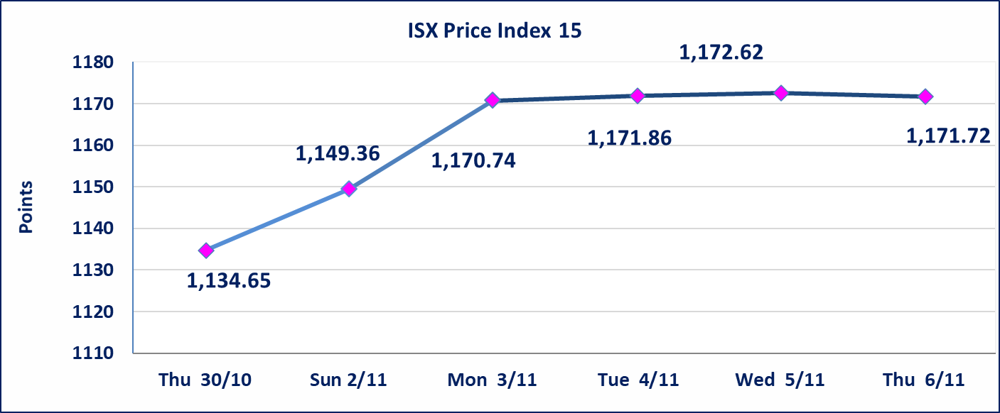 ISX Price Index 15
1,172.62
1180
1170
1160
1150
1140
1130
1120
1110
Points
1,134.65
1,149.36
1,170.74
1,171.86
1,171.72
Thu 30/10
Sun 2/11
Mon 3/11
Tue 4/11
Wed 5/11
Thu 6/11